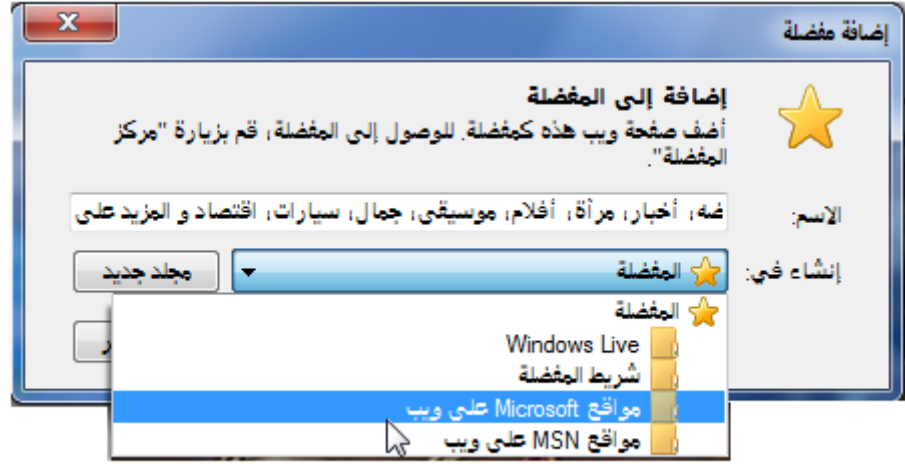 إضافة مفضلة
إضافة إلى المفضلة
أضف صفحة ويب هذه كمفضلة. للوصول إلى المفضلة، قم بزيارة "مركز
المفضلة".
الاسم:
ضه، أخبار، مرأة، أفلام، موسيقى، جمال، سيارات، اقتصاد و المزيد على
إنشاء في:
المفضلة
مجلد جديد
المفضلة
Windows Live
شريط المفضلة
مواقع Microsoft على ويب
مواقع MSN على ويب